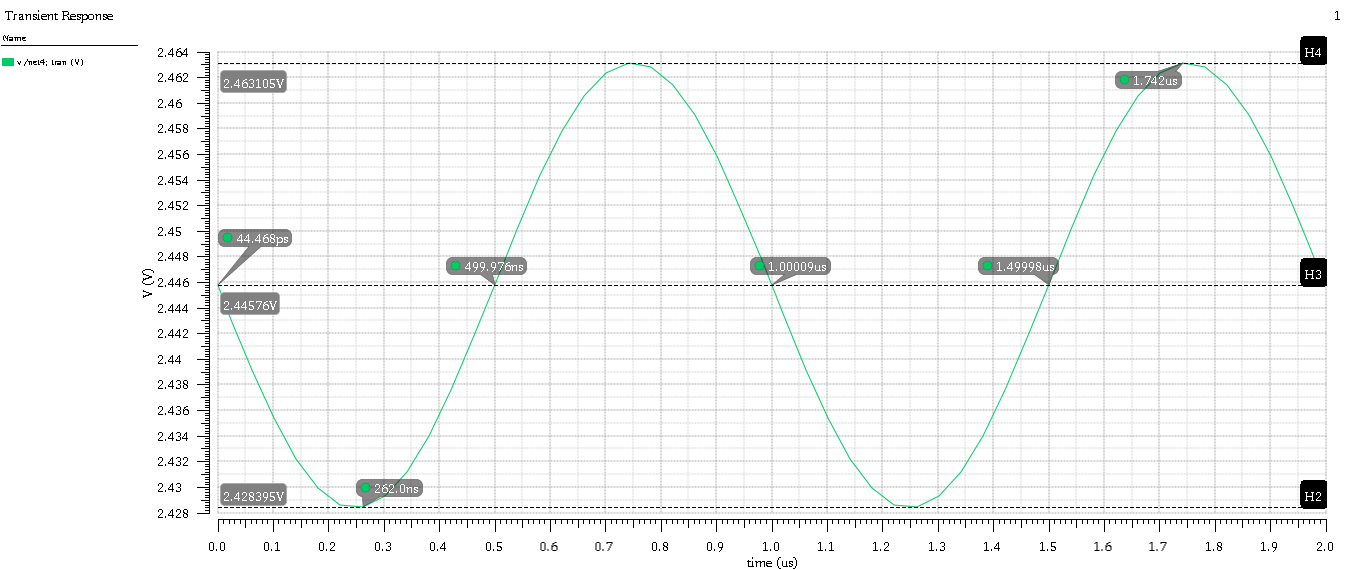 Transient Response
1
Name
v /net4; tran (V)
V (V)
2.464
2.462
2.46
2.458
2.456
2.454
2.452
2.45
2.448
2.446
2.444
2.442
2.44
2.438
2.436
2.434
2.432
2.43
2.428
2.463105V
44.468ps
2.44576V
2.428395V
262.0ns
499.976ns
1.00009us
1.49998us
1.742us
H4
H3
H2
0.0 0.1 0.2 0.3 0.4 0.5 0.6 0.7 0.8 0.9 1.0 1.1 1.2 1.3 1.4 1.5 1.6 1.7 1.8 1.9 2.0
time (us)